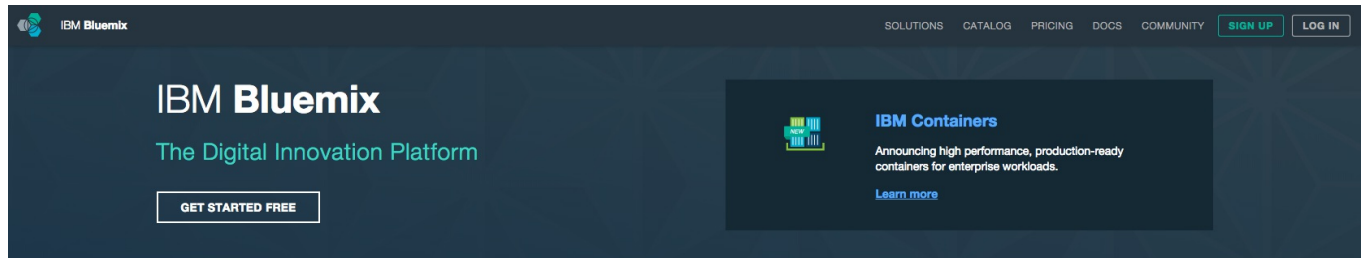 IBM Bluemix
SOLUTIONS CATALOG PRICING DOCS COMMUNITY SIGN UP LOG IN
IBM Bluemix
The Digital Innovation Platform
GET STARTED FREE
NEW
IBM Containers
Announcing high performance, production-ready
containers for enterprise workloads.
Learn more